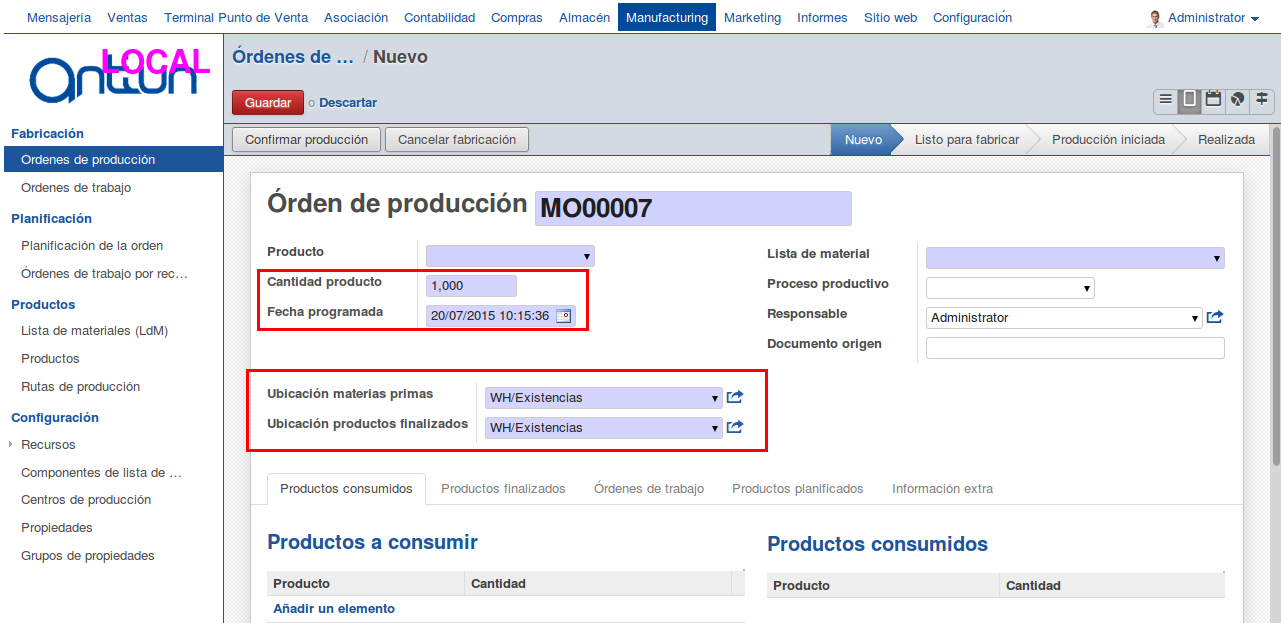 Mensajería Ventas Terminal Punto de Venta Asociación Contabilidad Compras Almacén Manufacturing Marketing Informes Sitio web Configuración Administrator
antiun
LOCAL
Órdenes de ... / Nuevo
Guardar o Descartar
Confirmar producción Cancelar fabricación Nuevo Listo para fabricar Producción iniciada Realizada
Fabricación
Órdenes de producción
Órdenes de trabajo
Planificación
Planificación de la orden
Órdenes de trabajo por rec...
Productos
Lista de materiales (LdM)
Productos
Rutas de producción
Configuración
Recursos
Componentes de lista de ...
Centros de producción
Propiedades
Grupos de propiedades
Órden de producción MO00007
Producto
Cantidad producto 1,000
Fecha programada 20/07/2015 10:15:36
Lista de material
Proceso productivo
Responsable Administrator
Documento origen
Ubicación materias primas WH/Existencias
Ubicación productos finalizados WH/Existencias
Productos consumidos Productos finalizados Órdenes de trabajo Productos planificados Información extra
Productos a consumir
Producto Cantidad
Añadir un elemento
Productos consumidos
Producto Cantidad